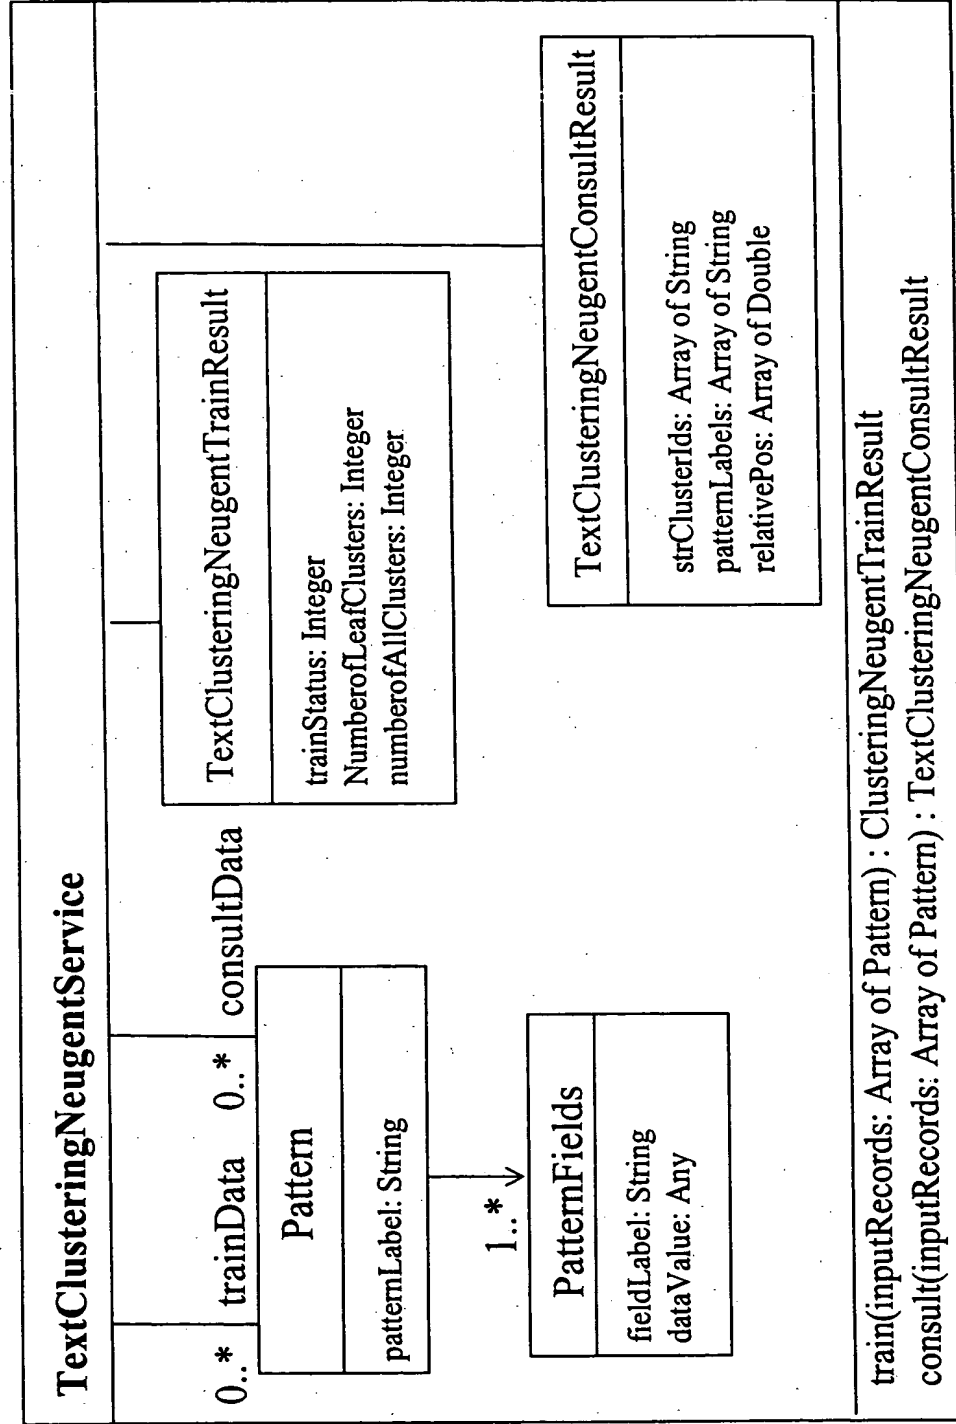 TextClusteringNeugentService
0..* trainData 0..* consultData
Pattern
patternLabel: String
1..*
PatternFields
fieldLabel: String
dataValue: Any
TextClusteringNeugentTrainResult
trainStatus: Integer
NumberofLeafClusters: Integer
numberofAllClusters: Integer
TextClusteringNeugentConsultResult
strClusterIds: Array of String
patternLabels: Array of String
relativePos: Array of Double
train(inputRecords: Array of Pattern) : ClusteringNeugentTrainResult
consult(inputRecords: Array of Pattern) : TextClusteringNeugentConsultResult